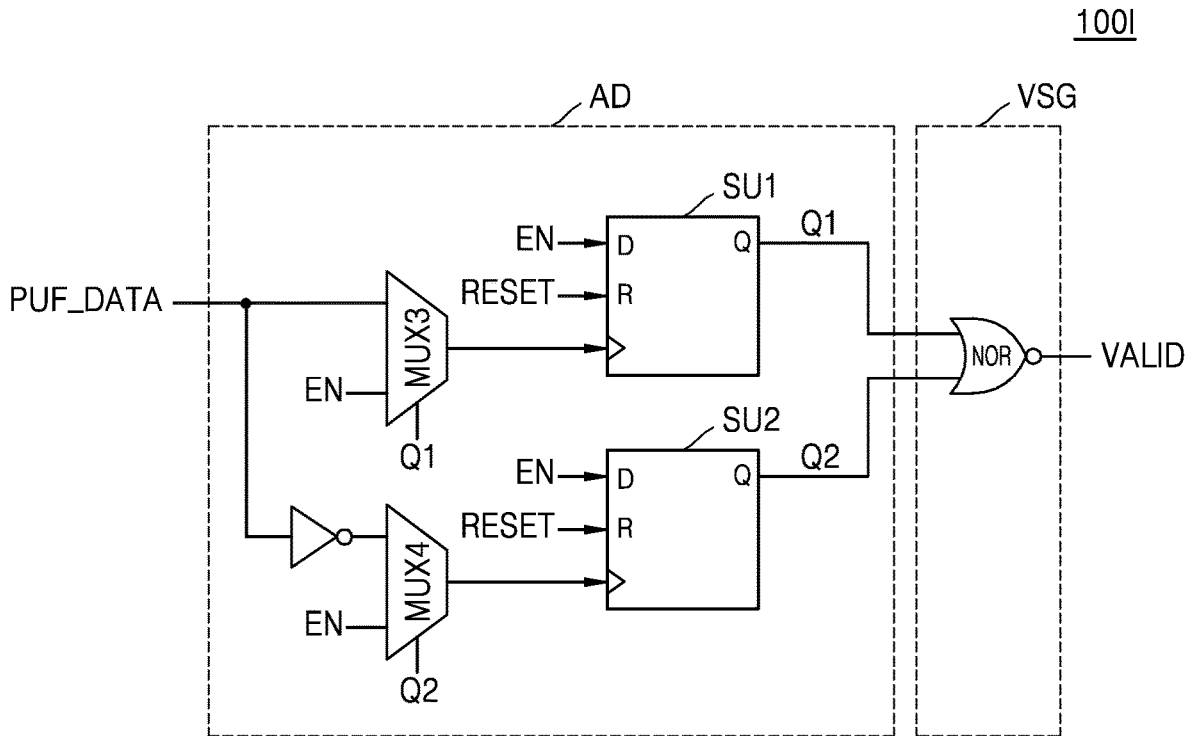 100I
AD
VSG
SU1
EN
D
Q
Q1
RESET
R
PUF_DATA
MUX3
EN
Q1
NOR
VALID
SU2
EN
D
Q
Q2
RESET
R
MUX4
EN
Q2